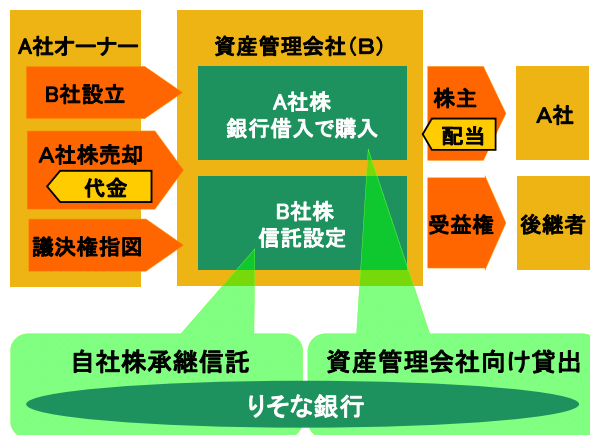 A社オーナー
資産管理会社(B)
B社設立
A社株
銀行借入で購入
株主
配当
A社
A社株売却
代金
B社株
信託設定
議決権指図
受益権
後継者
自社株承継信託
資産管理会社向け貸出
りそな銀行